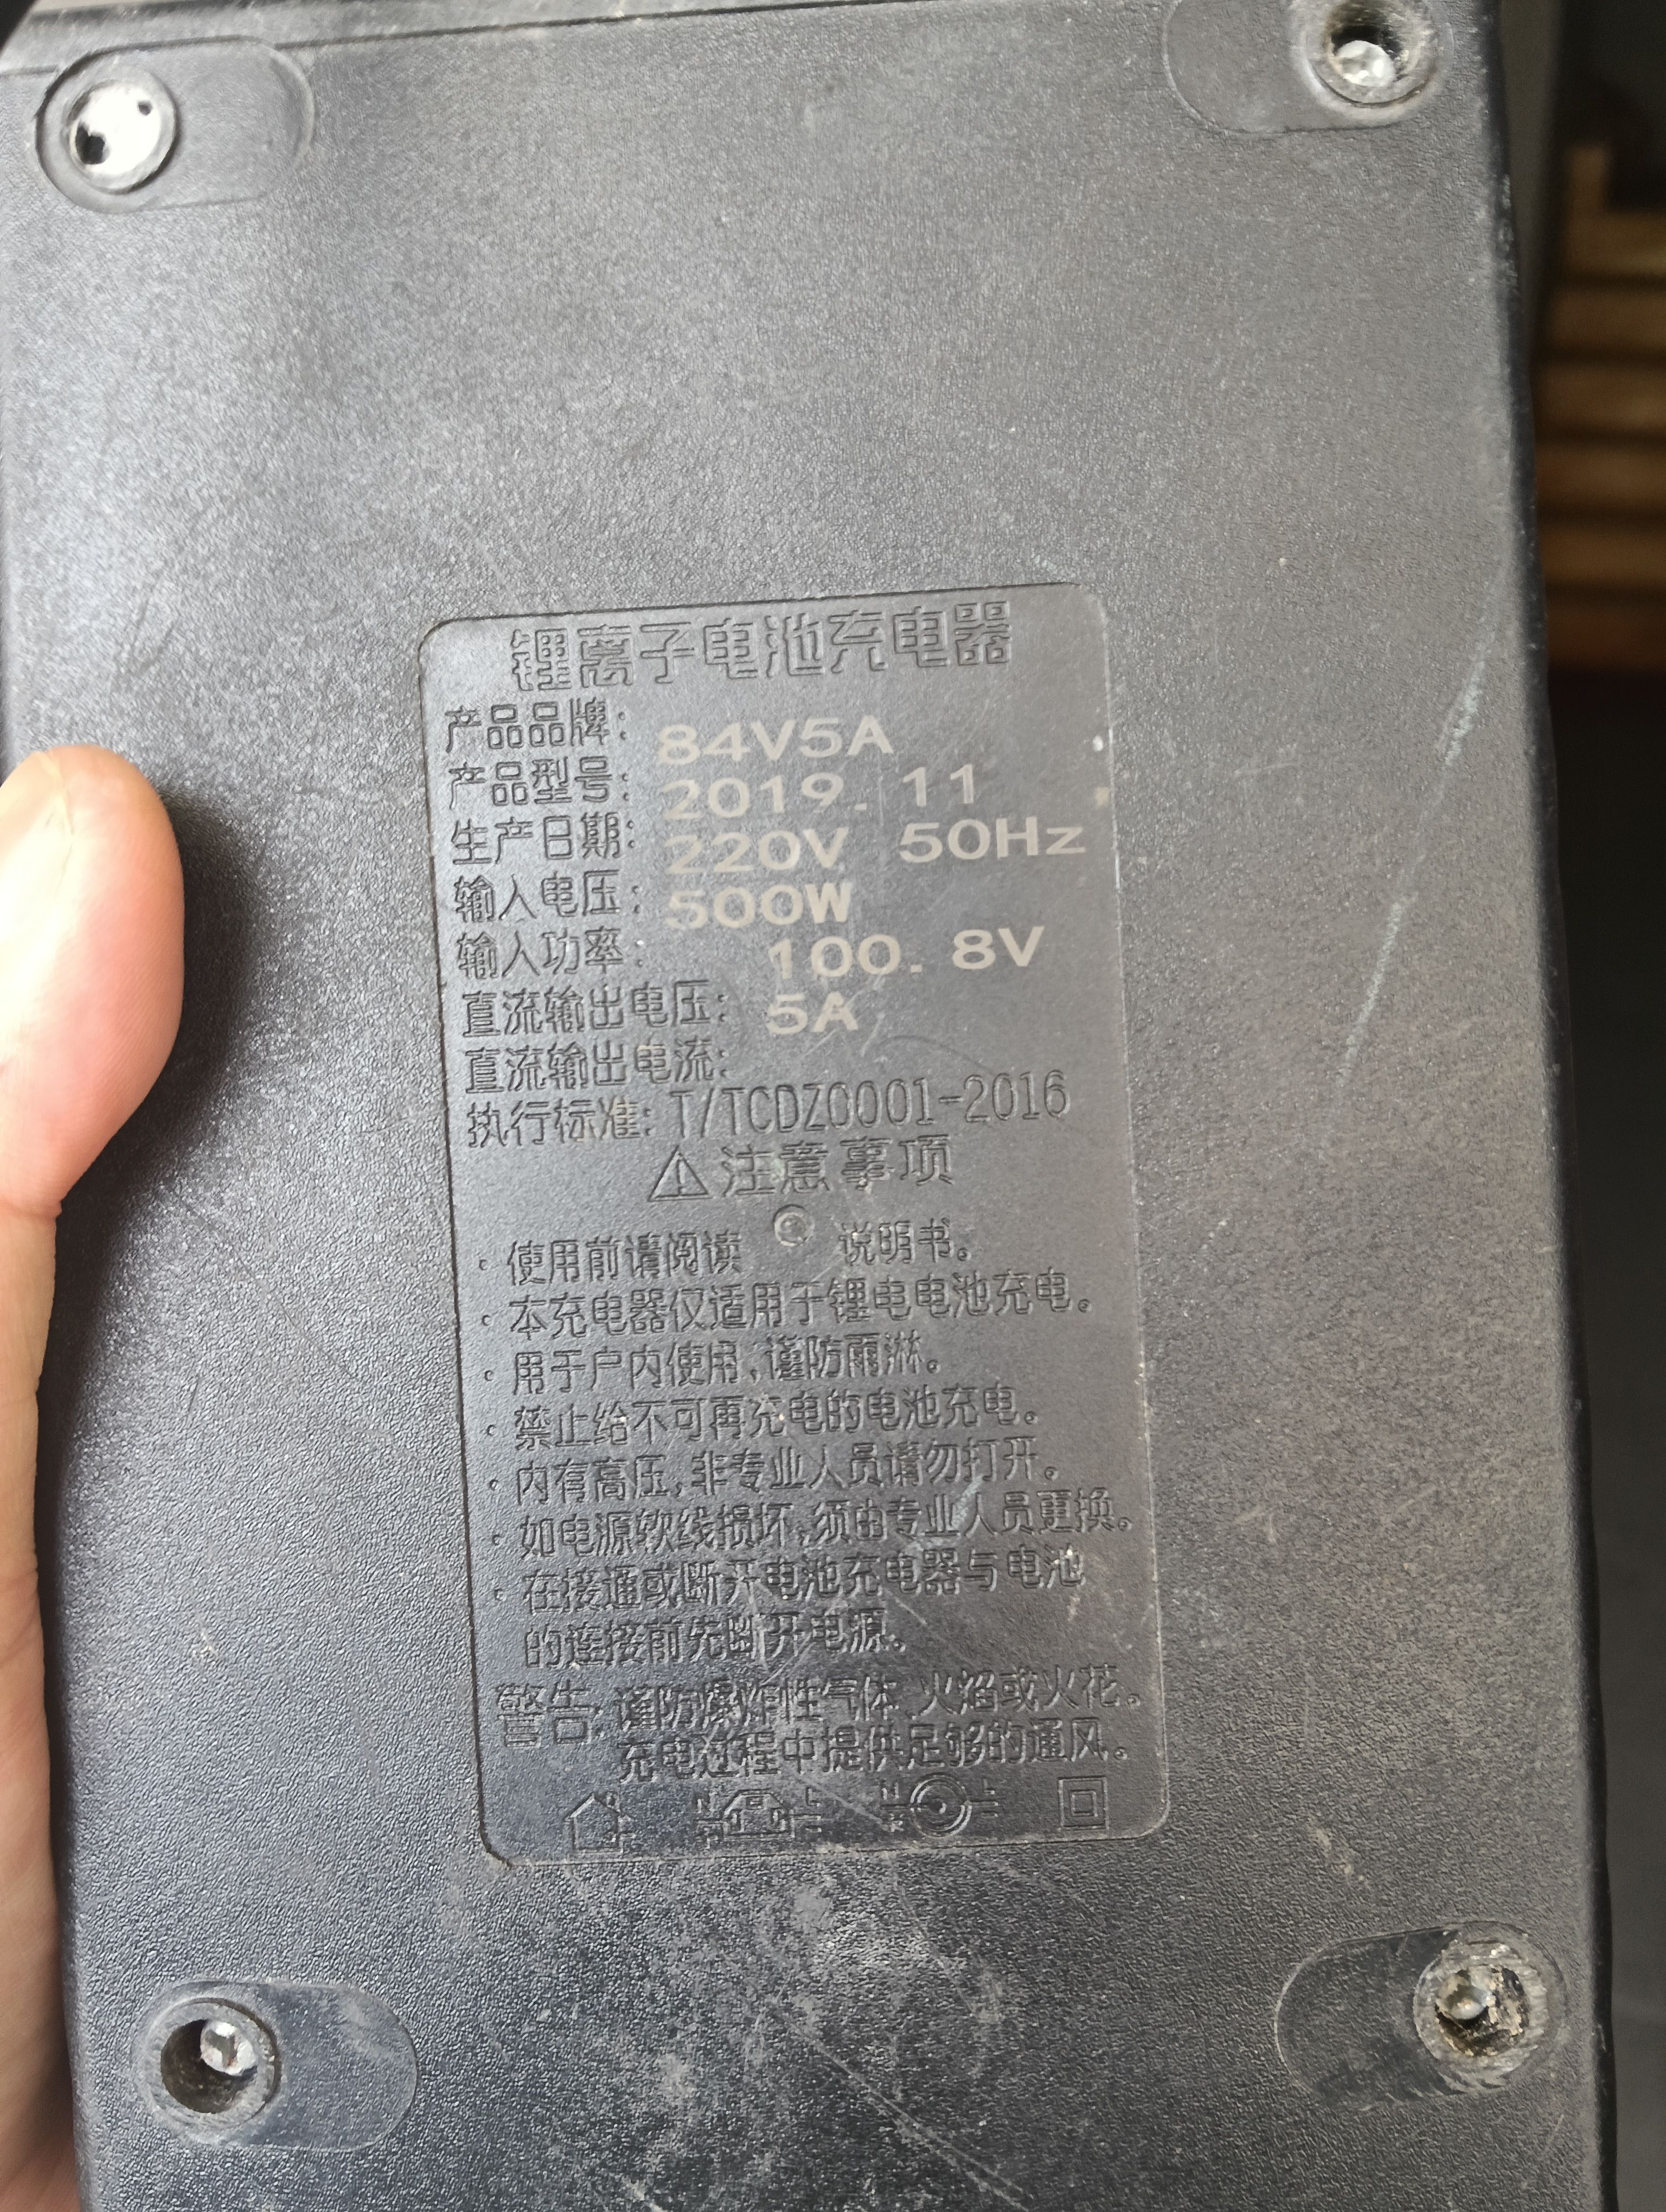 锂离子电池充电器
产品品牌:
产品型号: 84V5A
生产日期: 2019.11
输入电压: 220V 50Hz
输入功率: 500W
直流输出电压: 100.8V
直流输出电流: 5A
执行标准: T/TCDZ0001-2016
⚠注意事项
·使用前请阅读 说明书。
·本充电器仅适用于锂电电池充电。
·用于户内使用,谨防雨淋。
·禁止给不可再充电的电池充电。
·内有高压,非专业人员请勿打开。
·如电源软线损坏,须由专业人员更换。
·在接通或断开电池充电器与电池
的连接前先断开电源。
警告:谨防爆炸性气体、火焰或火花。
充电过程中提供足够的通风。